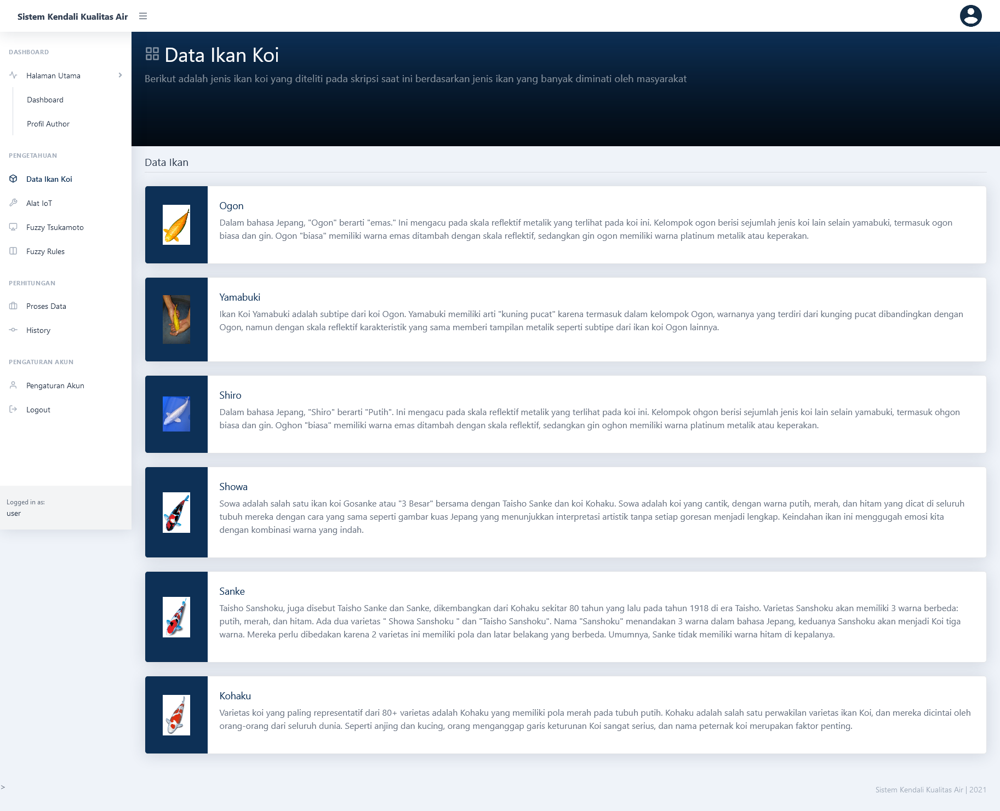 Sistem Kendali Kualitas Air
DASHBOARD
Halaman Utama
Dashboard
Profil Author
PENGETAHUAN
Data Ikan Koi
Alat IoT
Fuzzy Tsukamoto
Fuzzy Rules
PERHITUNGAN
Proses Data
History
PENGATURAN AKUN
Pengaturan Akun
Logout
Logged in as:
user
Data Ikan Koi
Berikut adalah jenis ikan koi yang diteliti pada skripsi saat ini berdasarkan jenis ikan yang banyak diminati oleh masyarakat
Data Ikan
Ogon
Dalam bahasa Jepang, "Ogon" berarti "emas." Ini mengacu pada skala reflektif metalik yang terlihat pada koi ini. Kelompok ogon berisi sejumlah jenis koi lain selain yamabuki, termasuk ogon
biasa dan gin. Ogon "biasa" memiliki warna emas ditambah dengan skala reflektif, sedangkan gin ogon memiliki warna platinum metalik atau keperakan.
Yamabuki
Ikan Koi Yamabuki adalah subtipe dari koi Ogon. Yamabuki memiliki arti "kuning pucat" karena termasuk dalam kelompok Ogon, warnanya yang terdiri dari kunging pucat dibandingkan dengan
Ogon, namun dengan skala reflektif karakteristik yang sama memberi tampilan metalik seperti subtipe dari ikan koi Ogon lainnya.
Shiro
Dalam bahasa Jepang, "Shiro" berarti "Putih". Ini mengacu pada skala reflektif metalik yang terlihat pada koi ini. Kelompok ohgon berisi sejumlah jenis koi lain selain yamabuki, termasuk ohgon
biasa dan gin. Oghon "biasa" memiliki warna emas ditambah dengan skala reflektif, sedangkan gin oghon memiliki warna platinum metalik atau keperakan.
Showa
Sowa adalah salah satu ikan koi Gosanke atau "3 Besar" bersama dengan Taisho Sanke dan koi Kohaku. Sowa adalah koi yang cantik, dengan warna putih, merah, dan hitam yang dicat di seluruh
tubuh mereka dengan cara yang sama seperti gambar kuas Jepang yang menunjukkan interpretasi artistik tanpa setiap goresan menjadi lengkap. Keindahan ikan ini menggugah emosi kita
dengan kombinasi warna yang indah.
Sanke
Taisho Sanshoku, juga disebut Taisho Sanke dan Sanke, dikembangkan dari Kohaku sekitar 80 tahun yang lalu pada tahun 1918 di era Taisho. Varietas Sanshoku akan memiliki 3 warna berbeda:
putih, merah, dan hitam. Ada dua varietas " Showa Sanshoku " dan "Taisho Sanshoku". Nama "Sanshoku" menandakan 3 warna dalam bahasa Jepang, keduanya Sanshoku akan menjadi Koi tiga
warna. Mereka perlu dibedakan karena 2 varietas ini memiliki pola dan latar belakang yang berbeda. Umumnya, Sanke tidak memiliki warna hitam di kepalanya.
Kohaku
Varietas koi yang paling representatif dari 80+ varietas adalah Kohaku yang memiliki pola merah pada tubuh putih. Kohaku adalah salah satu perwakilan varietas ikan Koi, dan mereka dicintai oleh
orang-orang dari seluruh dunia. Seperti anjing dan kucing, orang menganggap garis keturunan Koi sangat serius, dan nama peternak koi merupakan faktor penting.
>
Sistem Kendali Kualitas Air | 2021